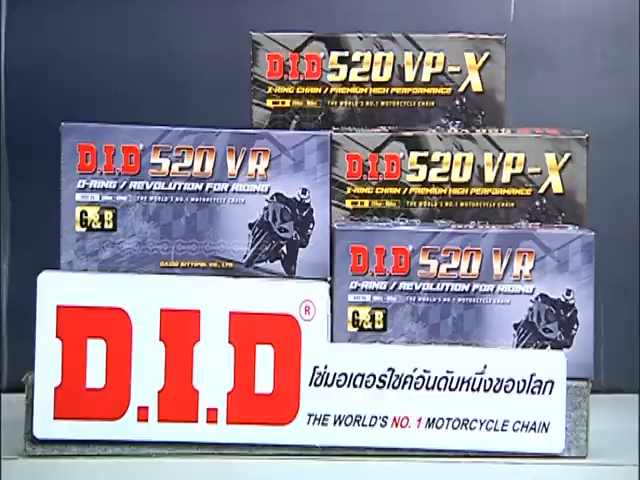 D.I.D 520 VP-X
X-RING CHAIN / PREMIUM HIGH PERFORMANCE
THE WORLD'S NO.1 MOTORCYCLE CHAIN
D.I.D 520 VR
O-RING / REVOLUTION FOR RIDING
THE WORLD'S NO.1 MOTORCYCLE CHAIN
G&B
DAIDO SITTIPOL CO., LTD.
D.I.D 520 VP-X
X-RING CHAIN / PREMIUM HIGH PERFORMANCE
THE WORLD'S NO.1 MOTORCYCLE CHAIN
D.I.D 520 VR
O-RING / REVOLUTION FOR RIDING
THE WORLD'S NO.1 MOTORCYCLE CHAIN
G&B
D.I.D ®
โซ่มอเตอร์ไซค์อันดับหนึ่งของโลก
THE WORLD'S NO. 1 MOTORCYCLE CHAIN